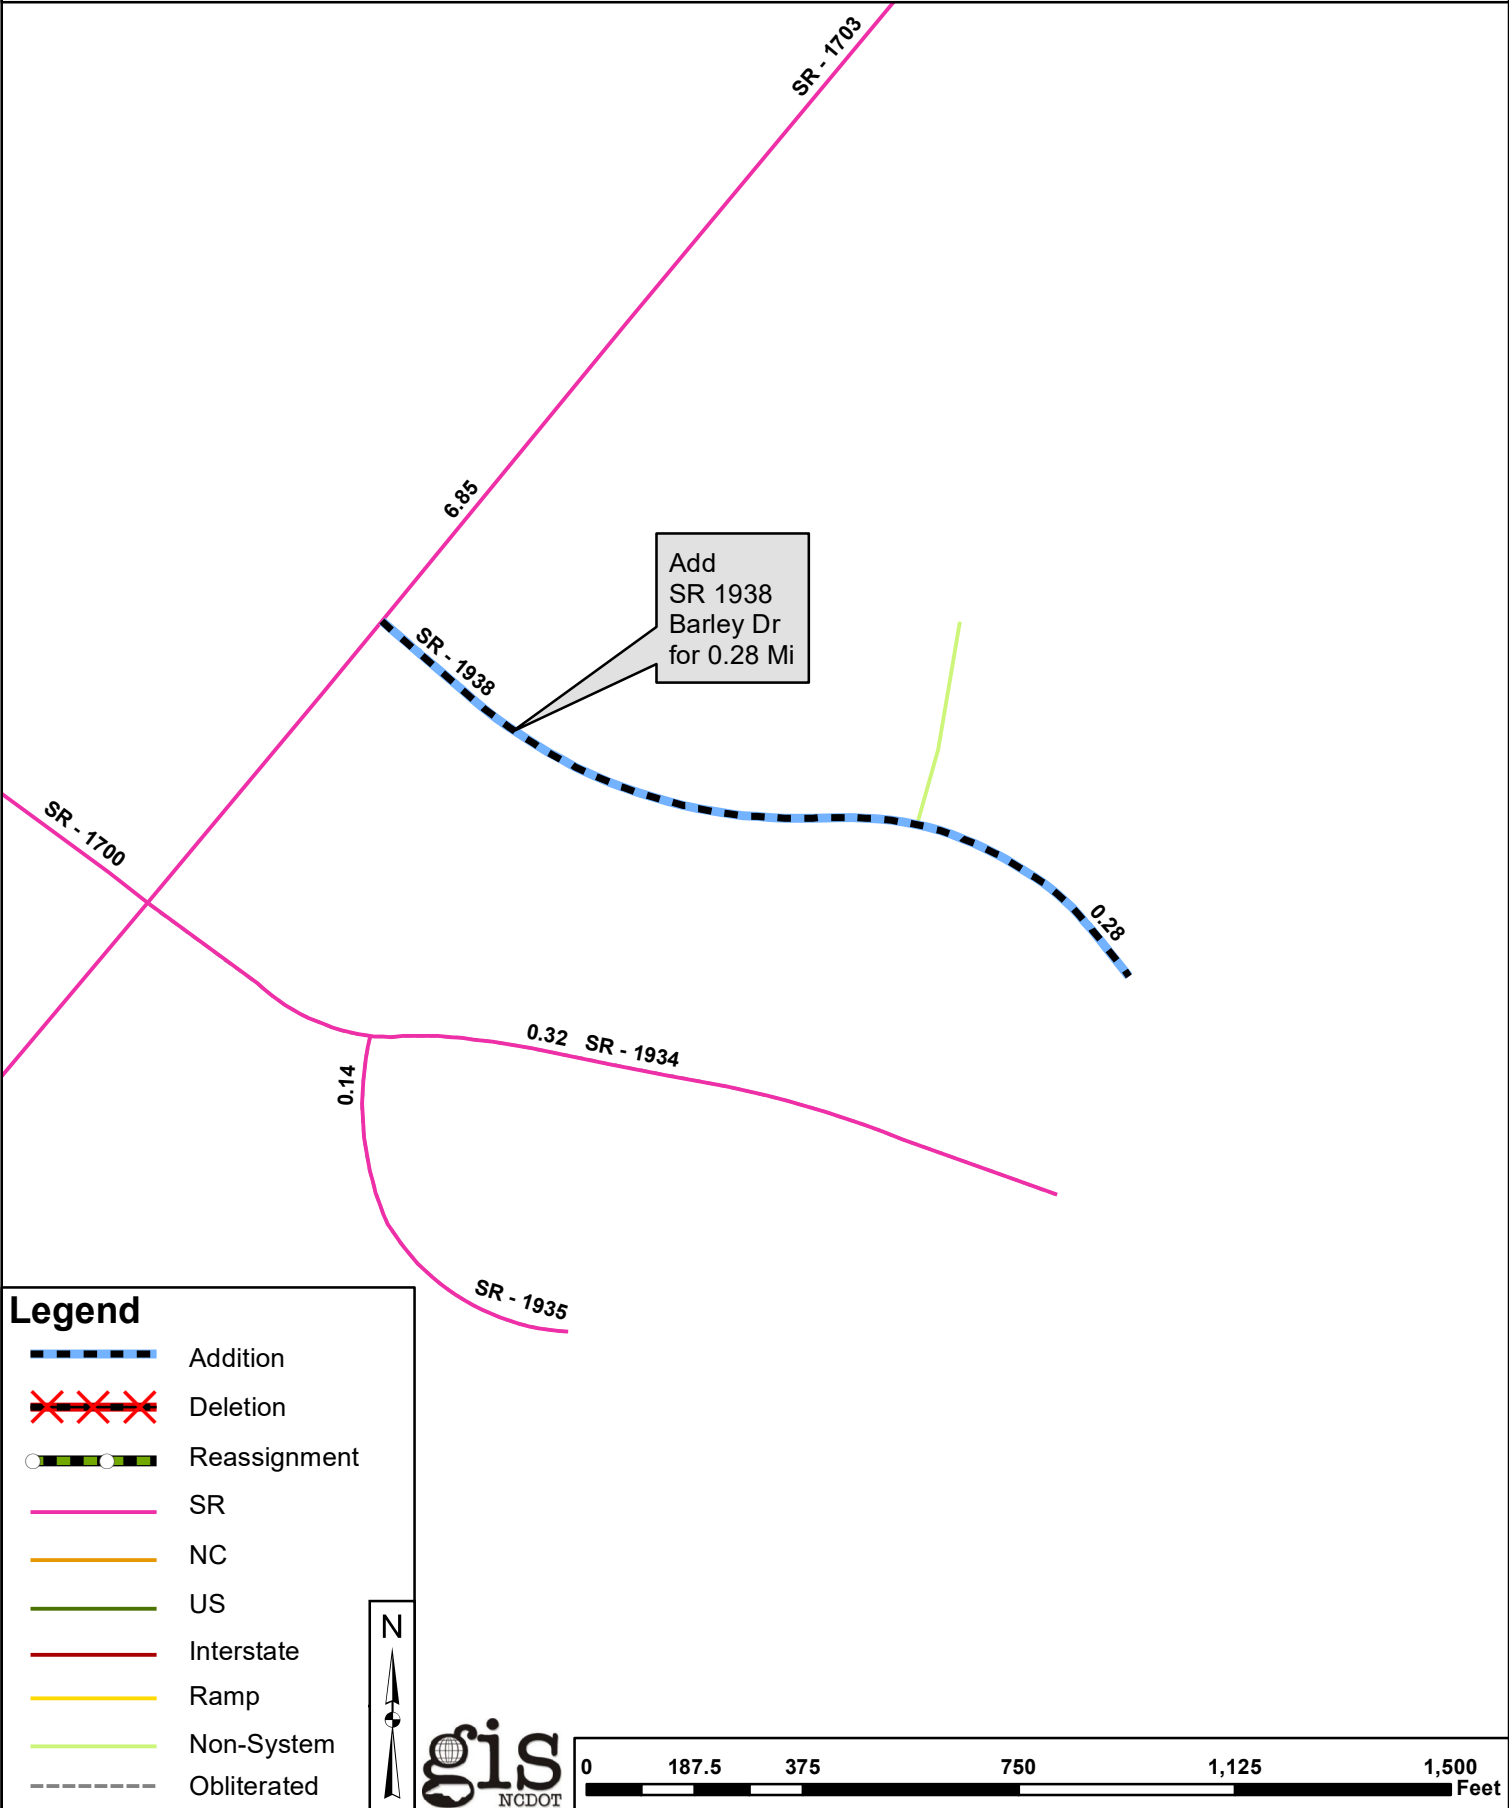 SR - 1703
6.85
Add
SR 1938
Barley Dr
for 0.28 Mi
SR - 1938
SR - 1700
0.28
0.32 SR - 1934
0.14
SR - 1935
Legend
Addition
Deletion
Reassignment
SR
NC
US
Interstate
Ramp
Non-System
Obliterated
N
gis
NCDOT
0 187.5 375 750 1,125 1,500
Feet